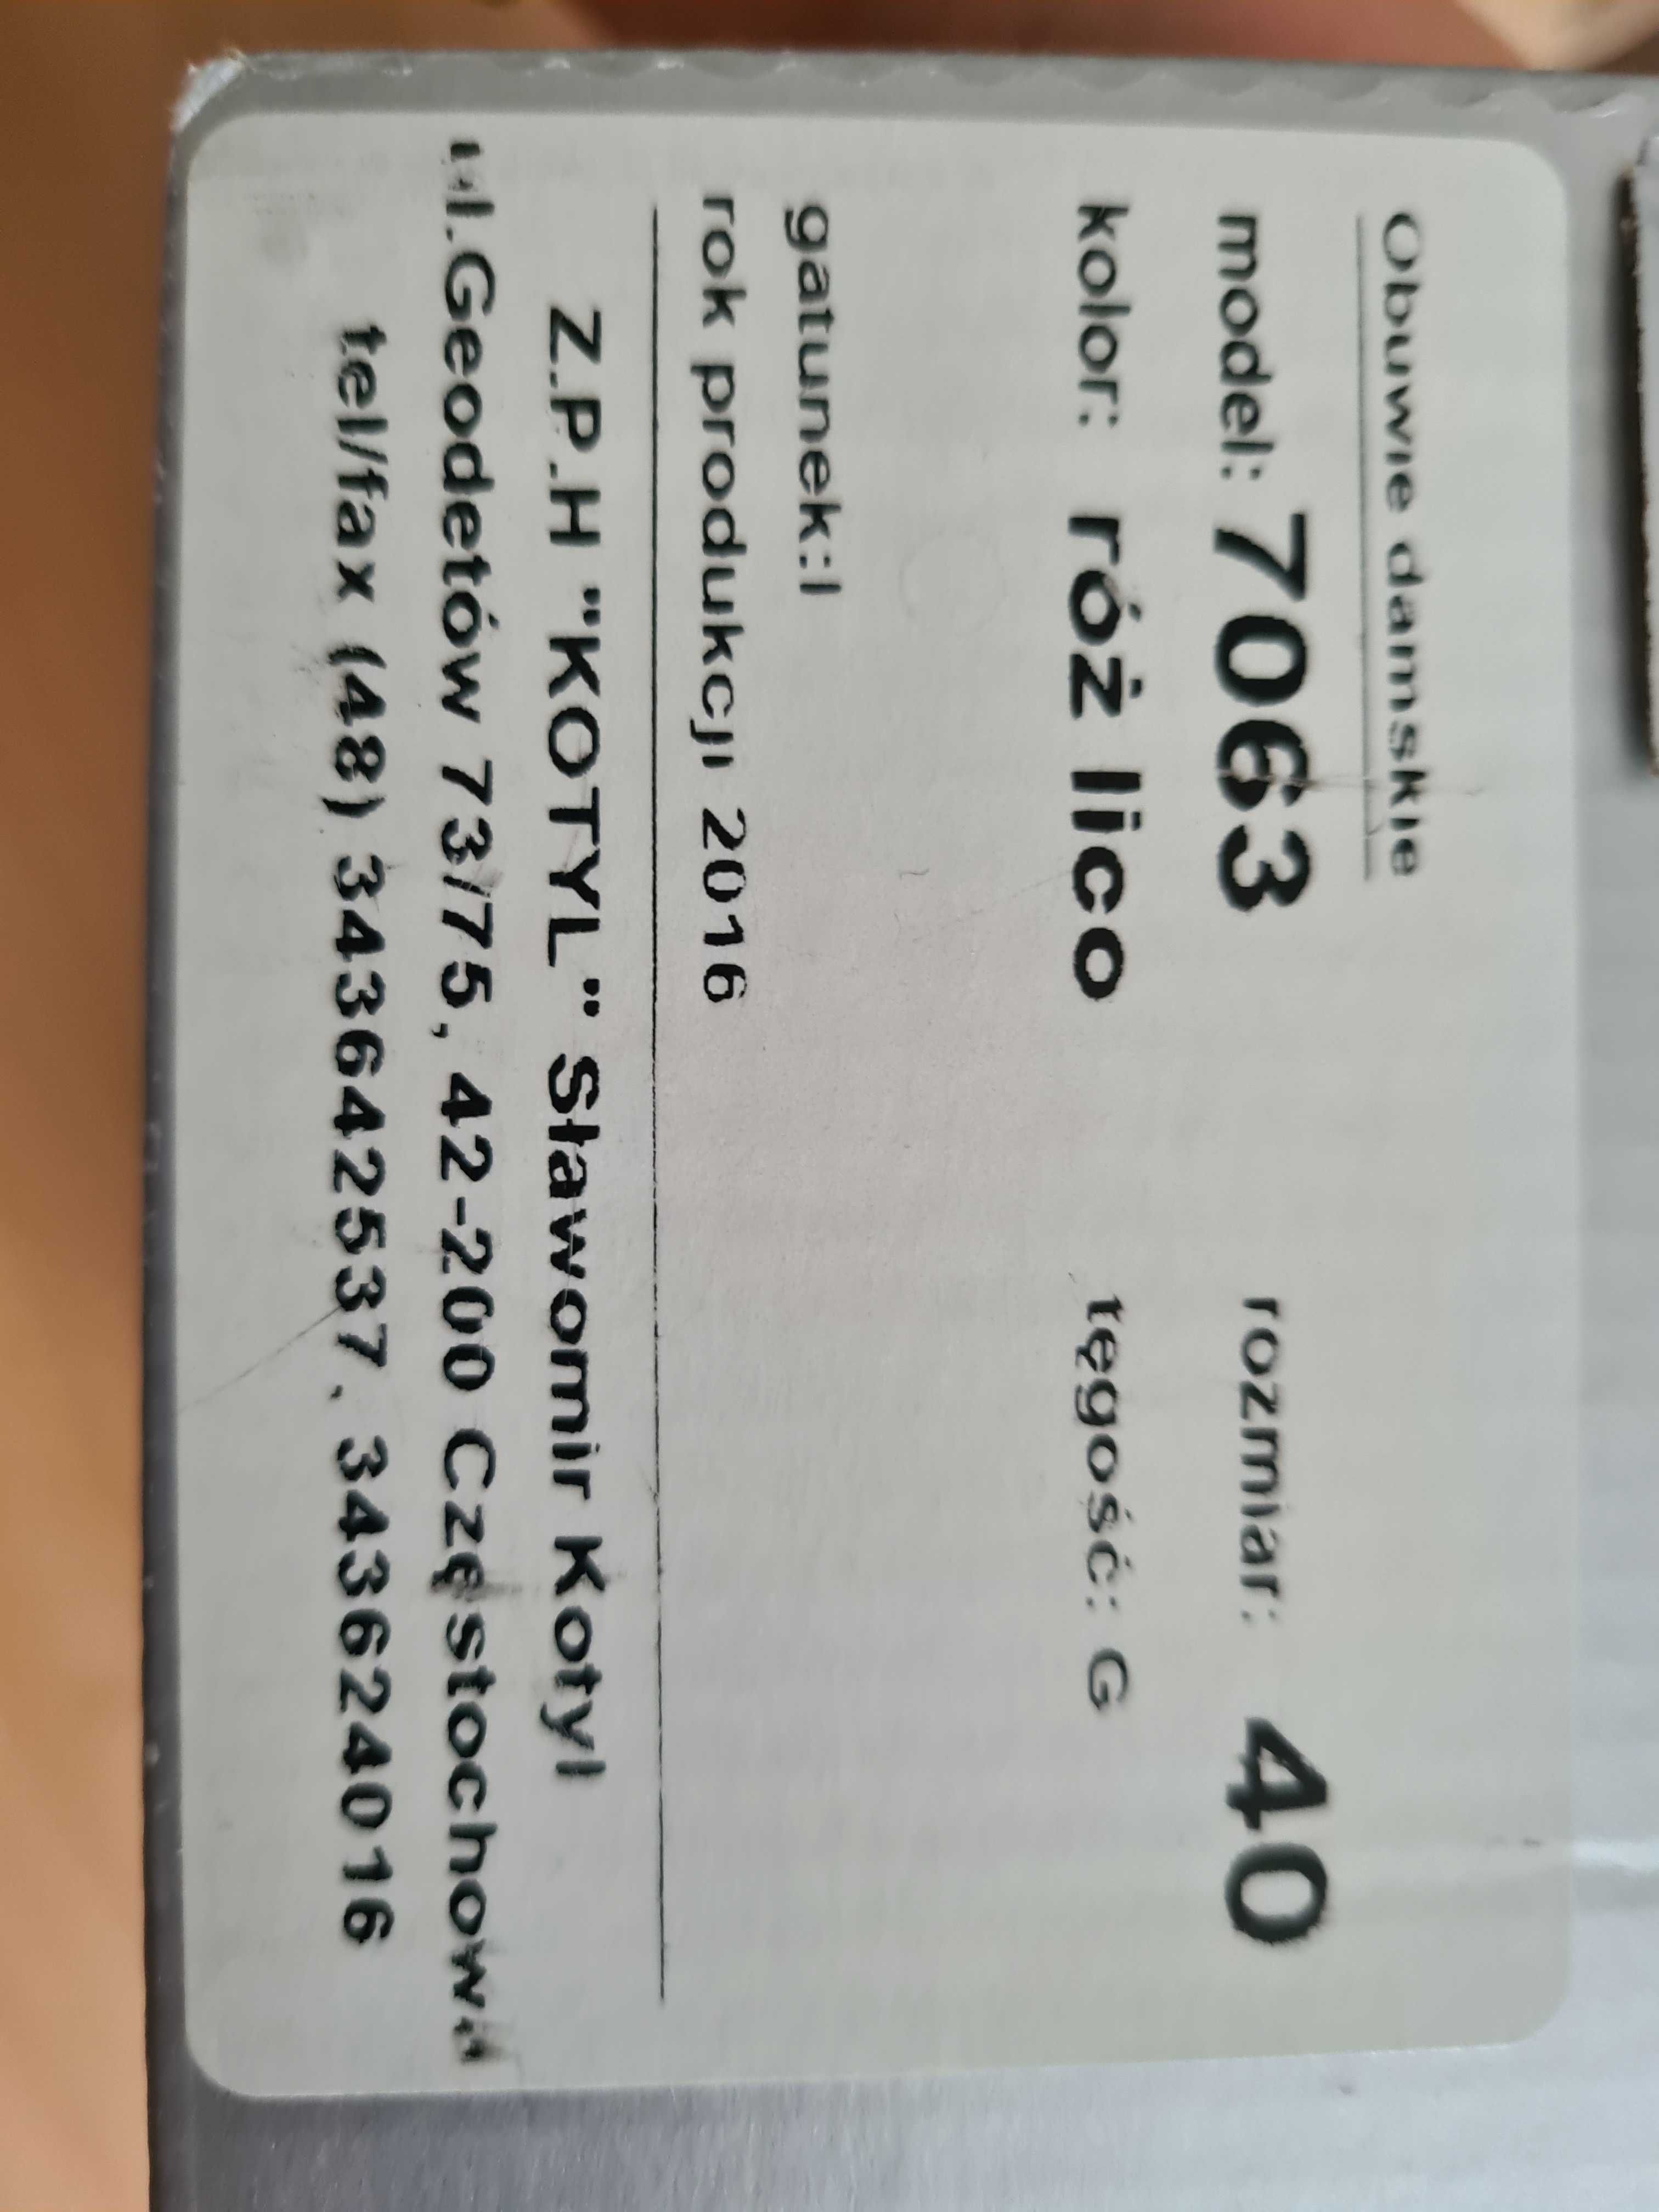 Obuwie damskie
model: 7063 rozmiar: 40
kolor: róż lico tęgość: G
gatunek:I
rok produkcji 2016
Z.P.H "KOTYL" Sławomir Kotyl
ul.Geodetów 73/75, 42-200 Częstochowa
tel/fax (48) 343642537, 343624016